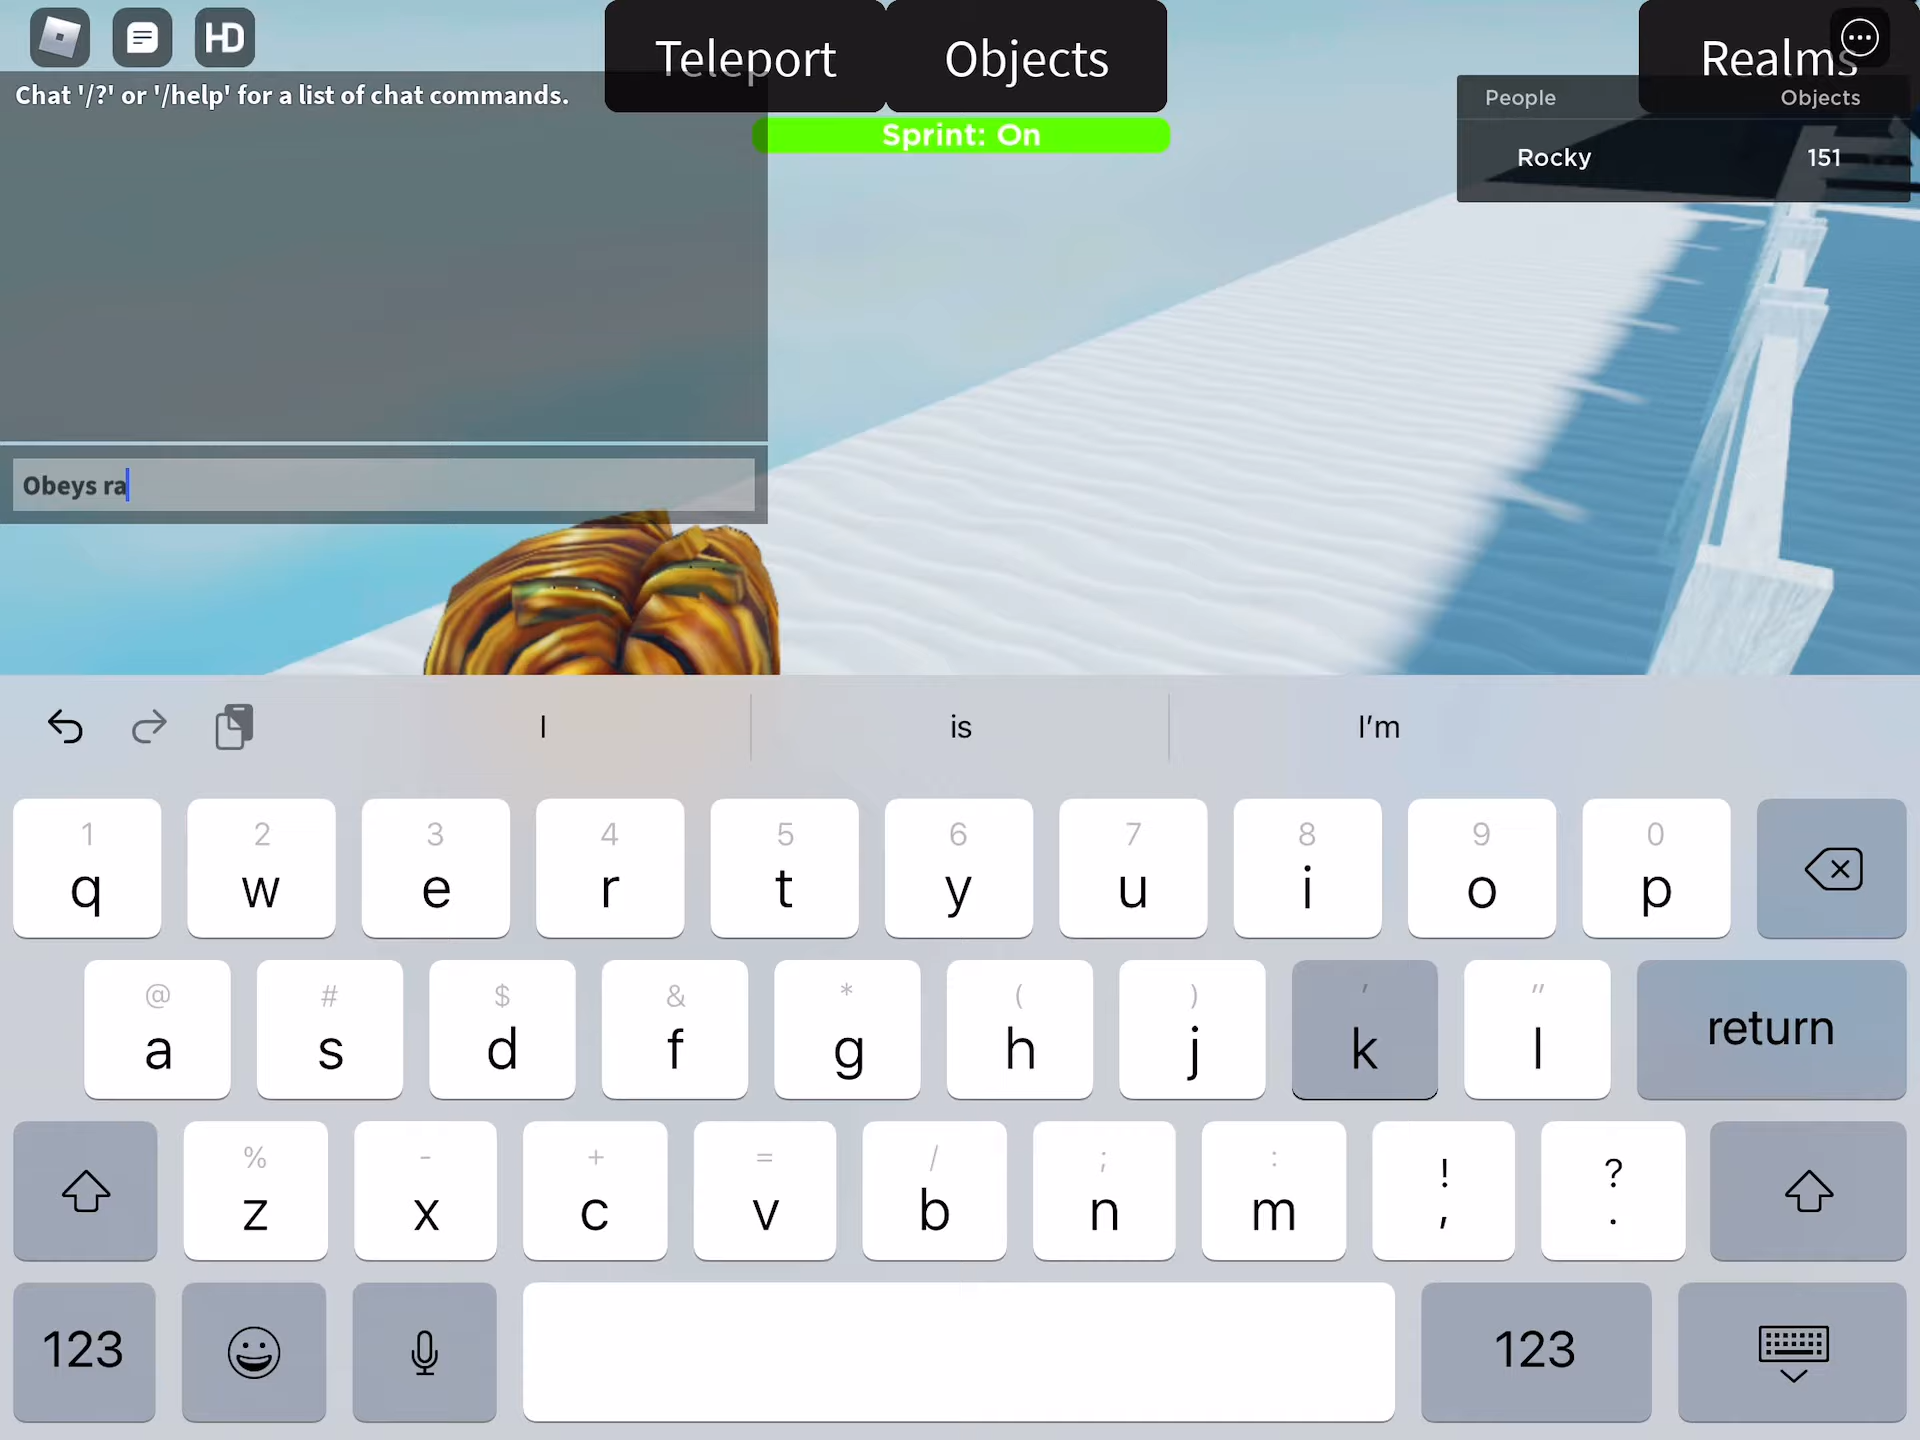 HD
Teleport
Objects
Realms
Chat '/?' or '/help' for a list of chat commands.
People Objects
Sprint: On
Rocky 151
Obeys ra
I is I'm
1 2 3 4 5 6 7 8 9 0
q w e r t y u i o p
@ # $ & * ( ) ' "
a s d f g h j k l return
% - + = / ; : ! ?
z x c v b n m , .
123 123